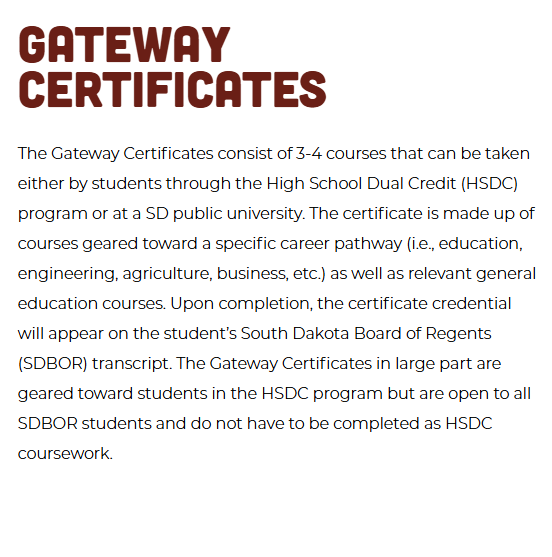 GATEWAY
CERTIFICATES
The Gateway Certificates consist of 3-4 courses that can be taken
either by students through the High School Dual Credit (HSDC)
program or at a SD public university. The certificate is made up of
courses geared toward a specific career pathway (i.e., education,
engineering, agriculture, business, etc.) as well as relevant general
education courses. Upon completion, the certificate credential
will appear on the student’s South Dakota Board of Regents
(SDBOR) transcript. The Gateway Certificates in large part are
geared toward students in the HSDC program but are open to all
SDBOR students and do not have to be completed as HSDC
coursework.